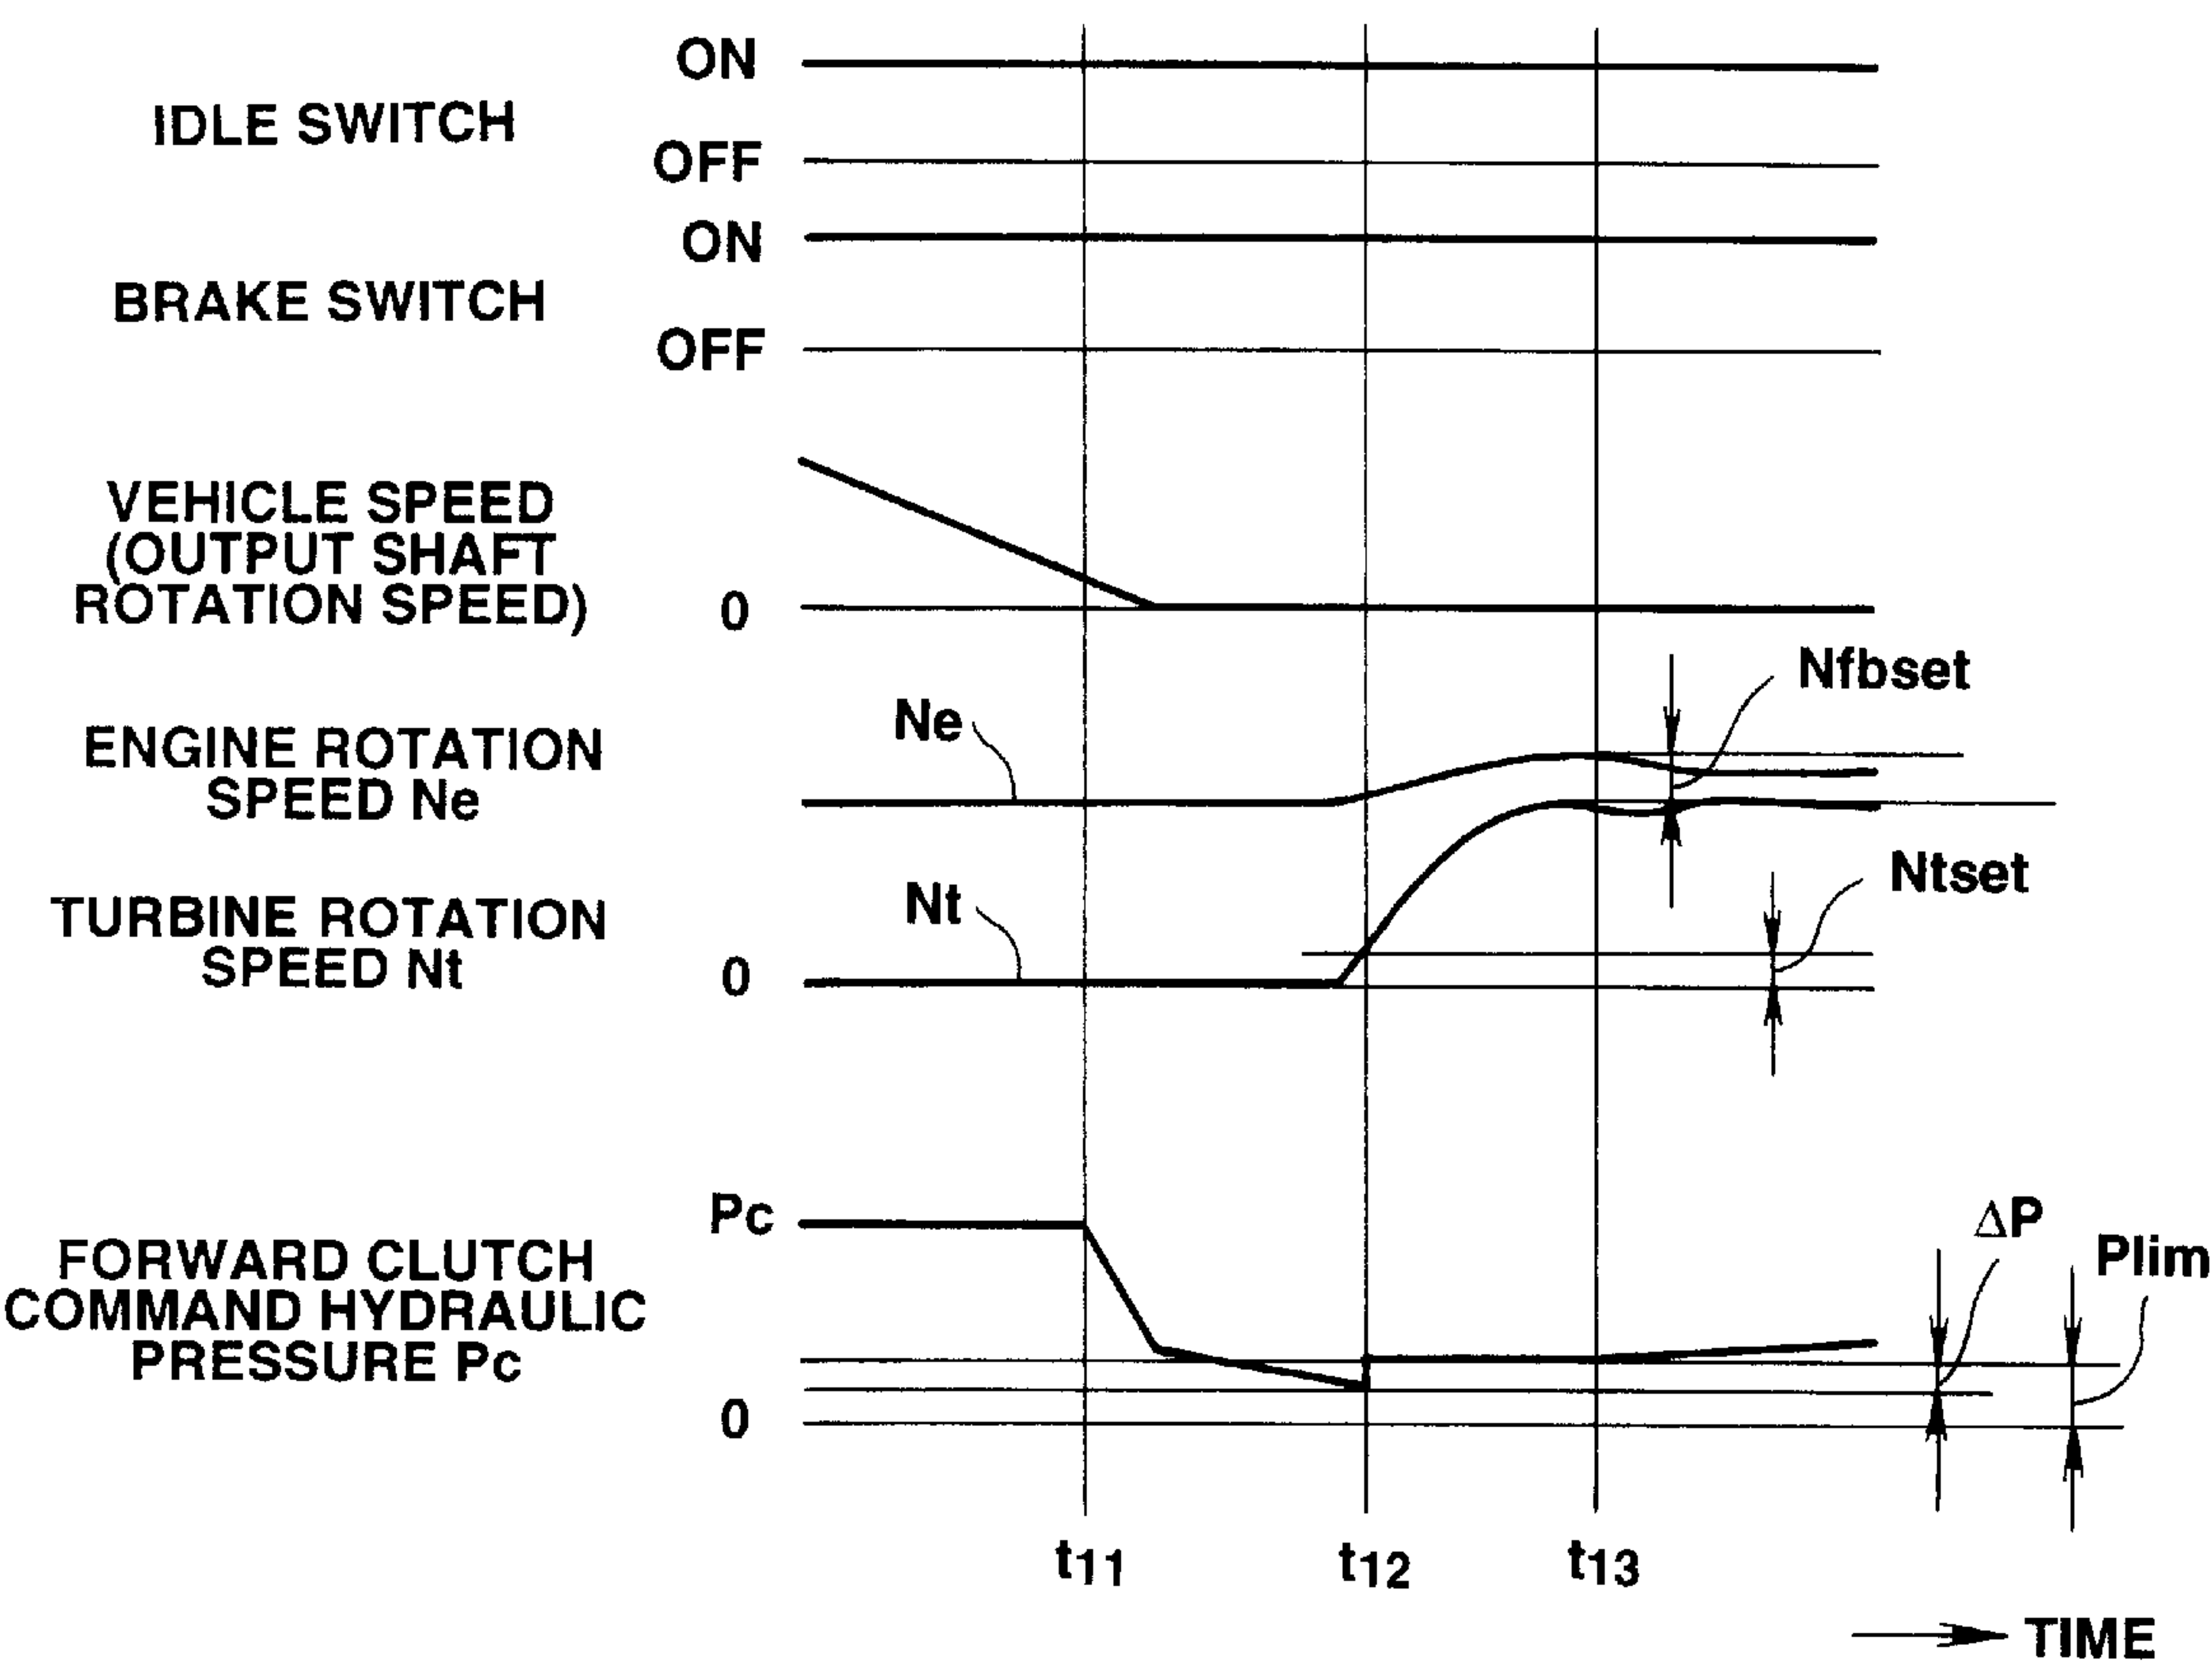 ON
IDLE SWITCH
OFF
ON
BRAKE SWITCH
OFF
VEHICLE SPEED
(OUTPUT SHAFT
ROTATION SPEED)
0
Nfbset
Ne
ENGINE ROTATION
SPEED Ne
Ntset
Nt
TURBINE ROTATION
SPEED Nt
0
Pc
ΔP
Plim
FORWARD CLUTCH
COMMAND HYDRAULIC
PRESSURE Pc
0
t11
t12
t13
TIME